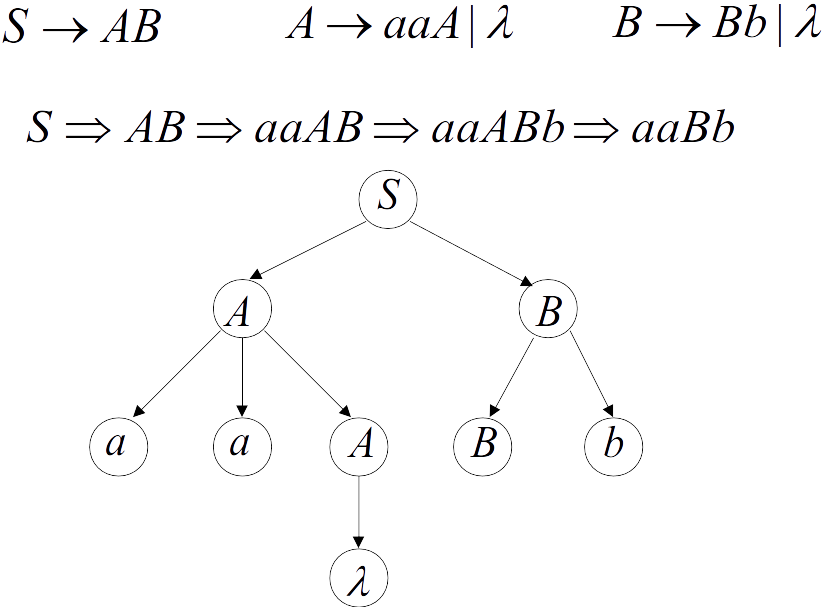 S → AB A → aaA | λ B → Bb | λ
S ⇒ AB ⇒ aaAB ⇒ aaABb ⇒ aaBb
S
A B
a a A B b
λ